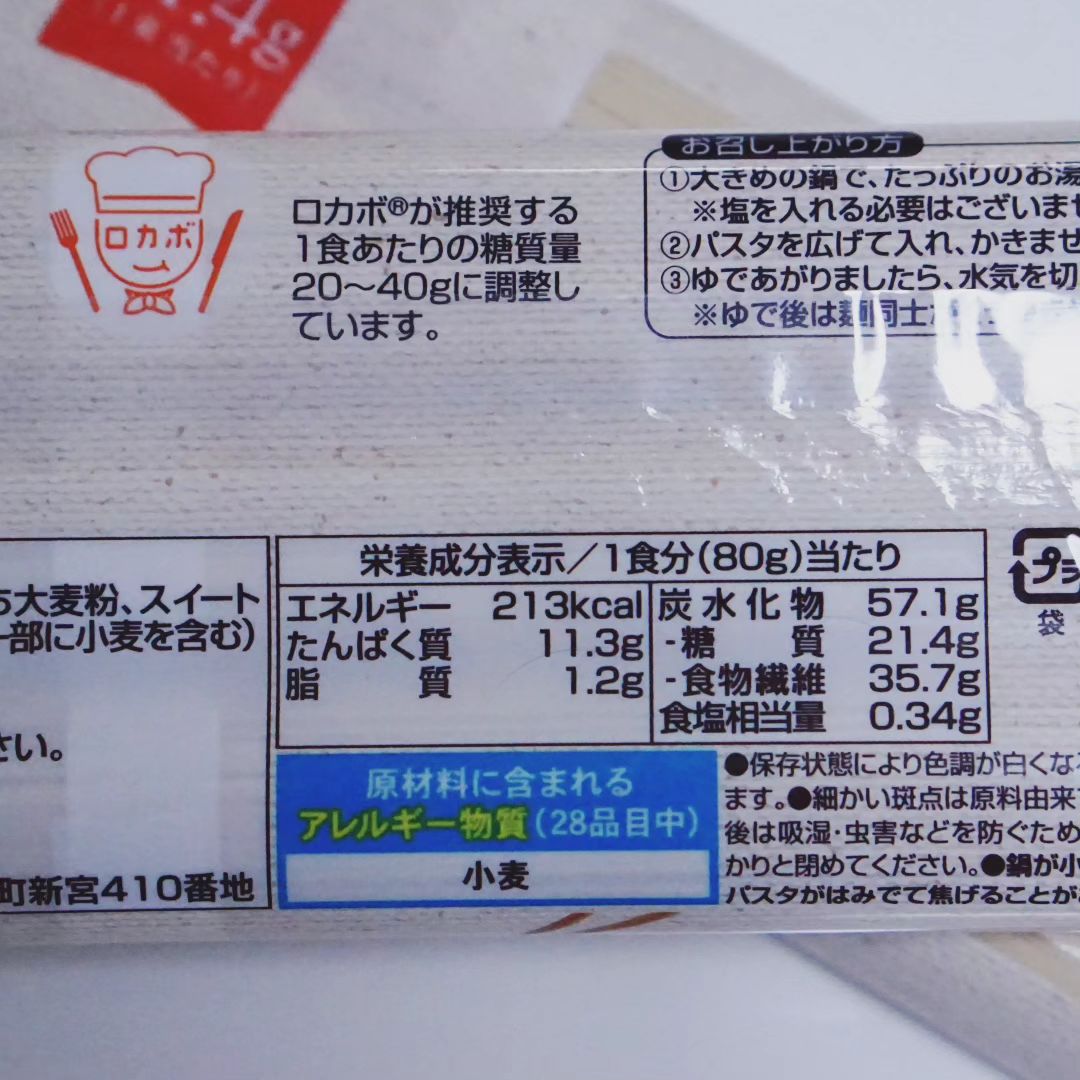 (1食当たり)
お召し上がり方
ロカボ
ロカボ®が推奨する
1食あたりの糖質量
20〜40gに調整し
ています。
①大きめの鍋で、たっぷりのお湯
※塩を入れる必要はございませ
②パスタを広げて入れ、かきませ
③ゆであがりましたら、水気を切
※ゆで後は麺同士
大麦粉、スイート
部に小麦を含む)
さい。
町新宮410番地
栄養成分表示／1食分(80g)当たり
エネルギー 213kcal
たんぱく質 11.3g
脂質 1.2g
炭水化物 57.1g
-糖質 21.4g
-食物繊維 35.7g
食塩相当量 0.34g
プラ
袋
原材料に含まれる
アレルギー物質(28品目中)
小麦
●保存状態により色調が白くな
ます。●細かい斑点は原料由来
後は吸湿・虫害などを防ぐため
かりと閉めてください。●鍋が小
パスタがはみでて焦げることが